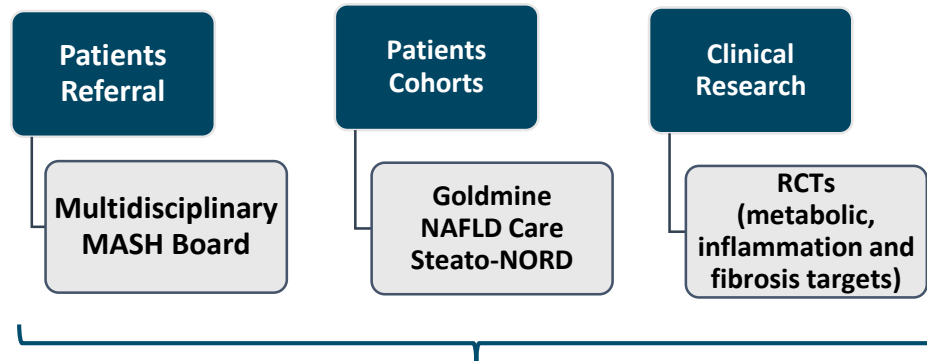 Patients
Referral
Patients
Cohorts
Clinical
Research
Multidisciplinary
MASH Board
Goldmine
NAFLD Care
Steato-NORD
RCTs
(metabolic,
inflammation and
fibrosis targets)